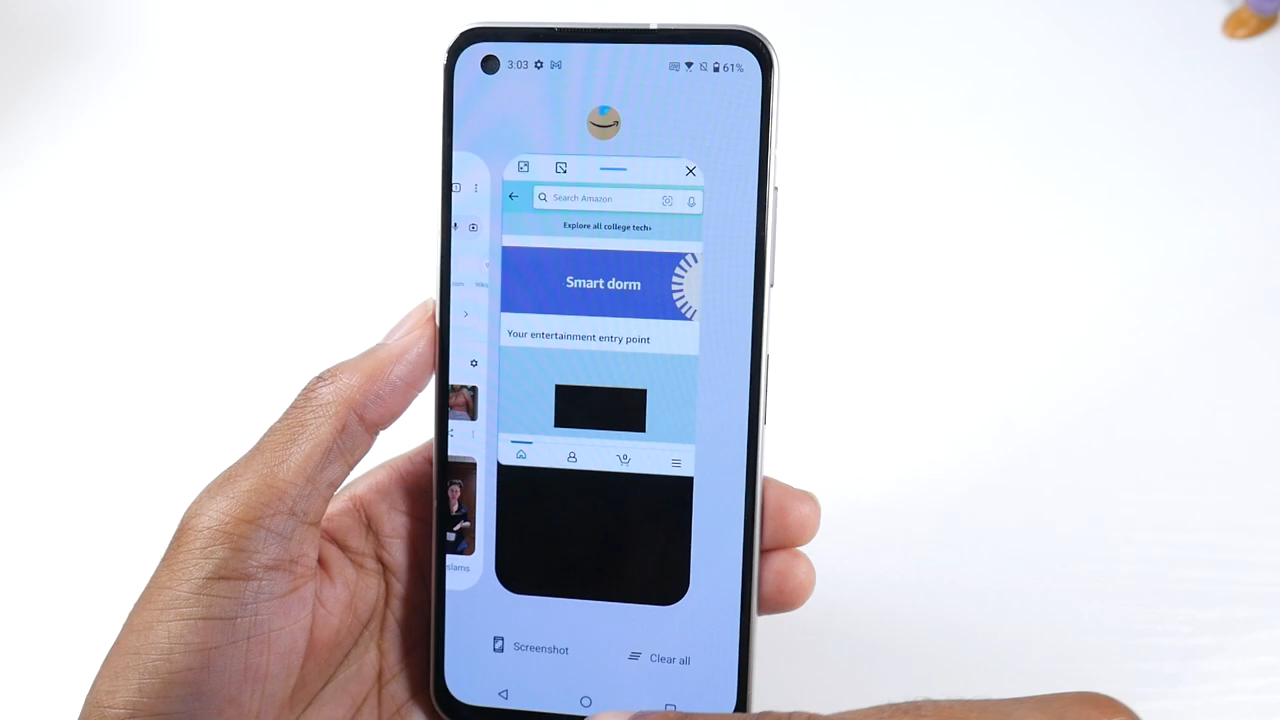 3:03
61%
Search Amazon
Explore all college tech›
Smart dorm
Your entertainment entry point
0
slams
Screenshot
Clear all